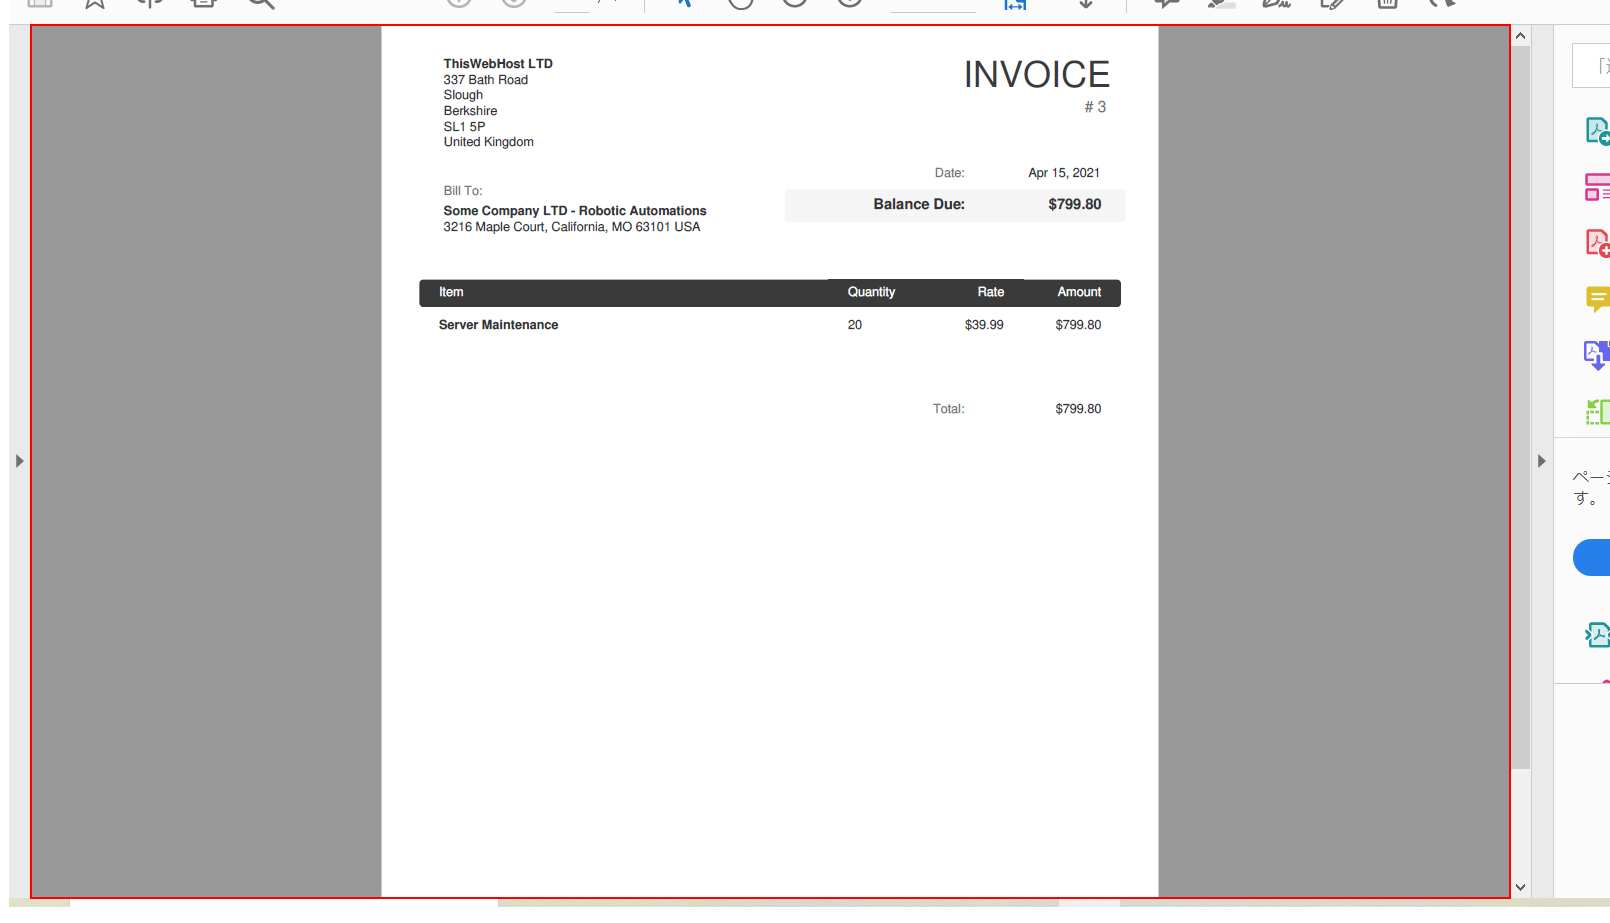 ThisWebHost LTD
337 Bath Road
Slough
Berkshire
SL1 5P
United Kingdom
INVOICE
# 3
Date: Apr 15, 2021
Balance Due: $799.80
Bill To:
Some Company LTD - Robotic Automations
3216 Maple Court, California, MO 63101 USA
Item Quantity Rate Amount
Server Maintenance 20 $39.99 $799.80
Total: $799.80
ペー
す。